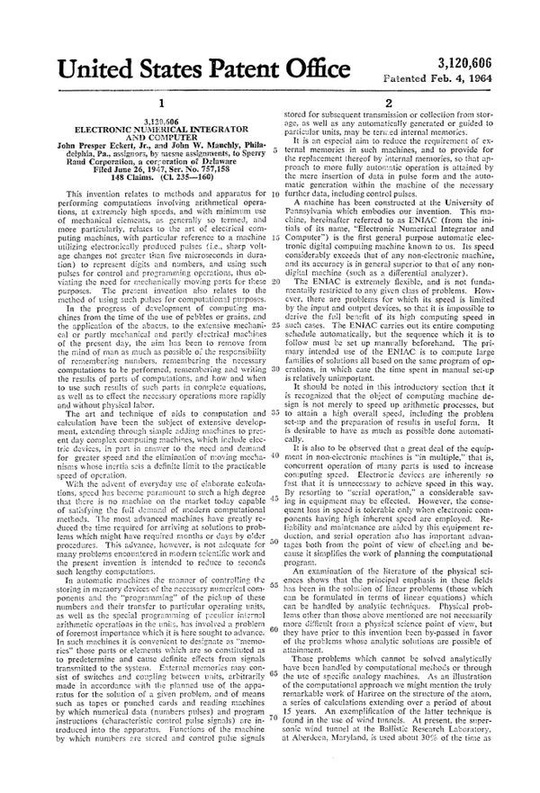 United States Patent Office
3,120,606
Patented Feb. 4, 1964
1
3,120,606
ELECTRONIC NUMERICAL INTEGRATOR
AND COMPUTER
John Presper Eckert, Jr., and John W. Mauchly, Phila-
delphia, Pa., assignors, by mesne assignments, to Sperry
Rand Corporation, a corporation of Delaware
Filed June 26, 1947, Ser. No. 757,158
148 Claims. (Cl. 235—160)
This invention relates to methods and apparatus for
performing computations involving arithmetical opera-
tions, at extremely high speeds, and with minimum use
of mechanical elements, as generally so termed, and
more particularly, relates to the art of electrical com-
puting machines, with particular reference to a machine
utilizing electronically produced pulses (i.e., sharp volt-
age changes not greater than five microseconds in dura-
tion) to represent digits and numbers, and using such
pulses for control and programming operations, thus ob-
viating the need for mechanically moving parts for these
purposes. The present invention also relates to the
method of using such pulses for computational purposes.
In the progress of development of computing ma-
chines from the time of the use of pebbles or grains, and
the application of the abacus, to the extensive mechani-
cal or partly mechanical and partly electrical machines
of the present day, the aim has been to remove from
the mind of man as much as possible of the responsibility
of remembering numbers, remembering the necessary
computations to be performed, remembering and writing
the results of parts of computations, and how and when
to use such results of such parts in complete equations,
as well as to effect the necessary operations more rapidly
and without physical labor.
The art and technique of aids to computation and
calculation have been the subject of extensive develop-
ment, extending through simple adding machines to pres-
ent day complex computing machines, which include elec-
tric devices, in part in answer to the need and demand
for greater speed and the elimination of moving mecha-
nisms whose inertia sets a definite limit to the practicable
speed of operation.
With the advent of everyday use of elaborate calcula-
tions, speed has become paramount to such a high degree
that there is no machine on the market today capable
of satisfying the full demand of modern computational
methods. The most advanced machines have greatly re-
duced the time required for arriving at solutions to prob-
lems which might have required months or days by older
procedures. This advance, however, is not adequate for
many problems encountered in modern scientific work and
the present invention is intended to reduce to seconds
such lengthy computations.
In automatic machines the manner of controlling the
storing in memory devices of the necessary numerical com-
ponents and the "programming" of the pickup of these
numbers and their transfer to particular operating units,
as well as the special programming of peculiar internal
arithmetic operations in the units, has involved a problem
of foremost importance which it is here sought to advance.
In such machines it is convenient to designate as "memo-
ries" those parts or elements which are so constituted as
to predetermine and cause definite effects from signals
transmitted to the system. External memories may con-
sist of switches and coupling between units, arbitrarily
made in accordance with the planned use of the appa-
ratus for the solution of a given problem, and of means
such as tapes or punched cards and reading machines
by which numerical data (numbers pulses) and program
instructions (characteristic control pulse signals) are in-
troduced into the apparatus. Functions of the machine
by which numbers are stored and control pulse signals
5
10
15
20
25
30
35
40
45
50
55
60
65
70
2
stored for subsequent transmission or collection from stor-
age, as well as any automatically generated or guided to
particular units, may be termed internal memories.
It is an especial aim to reduce the requirement of ex-
ternal memories in such machines, and to provide for
the replacement thereof by internal memories, so that ap-
proach to more fully automatic operation is attained by
the mere insertion of data in pulse form and the auto-
matic generation within the machine of the necessary
further data, including control pulses.
A machine has been constructed at the University of
Pennsylvania which embodies our invention. This ma-
chine, hereinafter referred to as ENIAC (from the ini-
tials of its name, "Electronic Numerical Integrator and
Computer") is the first general purpose automatic elec-
tronic digital computing machine known to us. Its speed
considerably exceeds that of any non-electronic machine,
and its accuracy is in general superior to that of any non-
digital machine (such as a differential analyzer).
The ENIAC is extremely flexible, and is not funda-
mentally restricted to any given class of problems. How-
ever, there are problems for which its speed is limited
by the input and output devices, so that it is impossible to
derive the full benefit of its high computing speed in
such cases. The ENIAC carries out its entire computing
schedule automatically, but the sequence which it is to
follow must be set up manually beforehand. The pri-
mary intended use of the ENIAC is to compute large
families of solutions all based on the same program of op-
erations, in which case the time spent in manual set-up
is relatively unimportant.
It should be noted in this introductory section that it
is recognized that the object of computing machine de-
sign is not merely to speed up arithmetic processes, but
to attain a high overall speed, including the problem
set-up and the preparation of results in useful form. It
is desirable to have as much as possible done automati-
cally.
It is also to be observed that a great deal of the equip-
ment in non-electronic machines is "in multiple," that is,
concurrent operation of many parts is used to increase
computing speed. Electronic devices are inherently so
fast that it is unnecessary to achieve speed in this way.
By resorting to "serial operation," a considerable sav-
ing in equipment may be effected. However, the conse-
quent loss in speed is tolerable only when electronic com-
ponents having high inherent speed are employed. Re-
liability and maintenance are aided by this equipment re-
duction, and serial operation also has important advan-
tages both from the point of view of checking and be-
cause it simplifies the work of planning the computational
program.
An examination of the literature of the physical sci-
ences shows that the principal emphasis in these fields
has been in the solution of linear problems (those which
can be formulated in terms of linear equations) which
can be handled by analytic techniques. Physical prob-
lems other than those above mentioned are not necessarily
more difficult from a physical science point of view, but
they have prior to this invention been by-passed in favor
of the problems whose analytic solutions are possible of
attainment.
Those problems which cannot be solved analytically
have been handled by computational methods or through
the use of specific analogy machines. As an illustration
of the computational approach we might mention the truly
remarkable work of Hartree on the structure of the atom,
a series of calculations extending over a period of about
15 years. An exemplification of the latter technique is
found in the use of wind tunnels. At present, the super-
sonic wind tunnel at the Ballistic Research Laboratory,
at Aberdeen, Maryland, is used about 30% of the time as